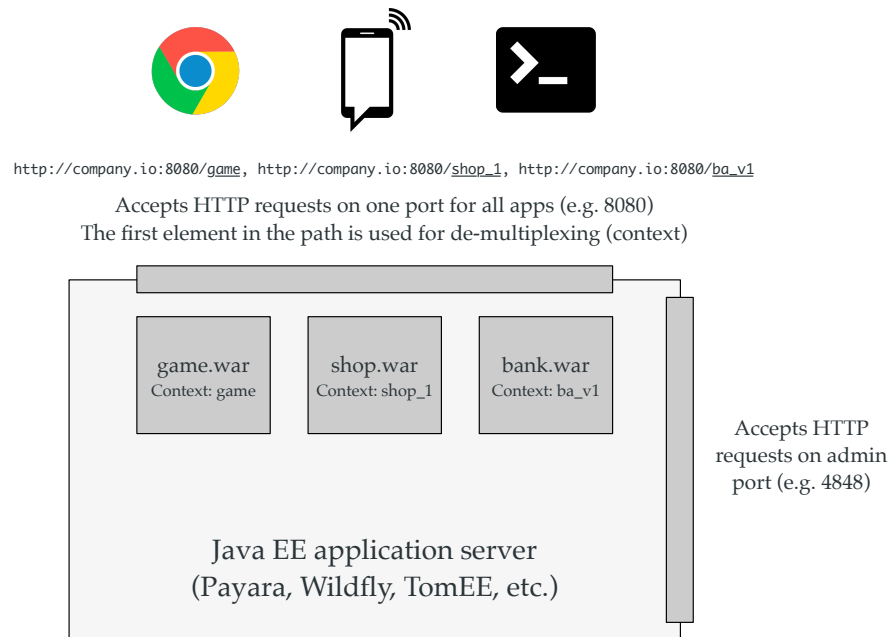 http://company.io:8080/game, http://company.io:8080/shop_1, http://company.io:8080/ba_v1
Accepts HTTP requests on one port for all apps (e.g. 8080)
The first element in the path is used for de-multiplexing (context)
game.war
Context: game
shop.war
Context: shop_1
bank.war
Context: ba_v1
Accepts HTTP
requests on admin
port (e.g. 4848)
Java EE application server
(Payara, Wildfly, TomEE, etc.)